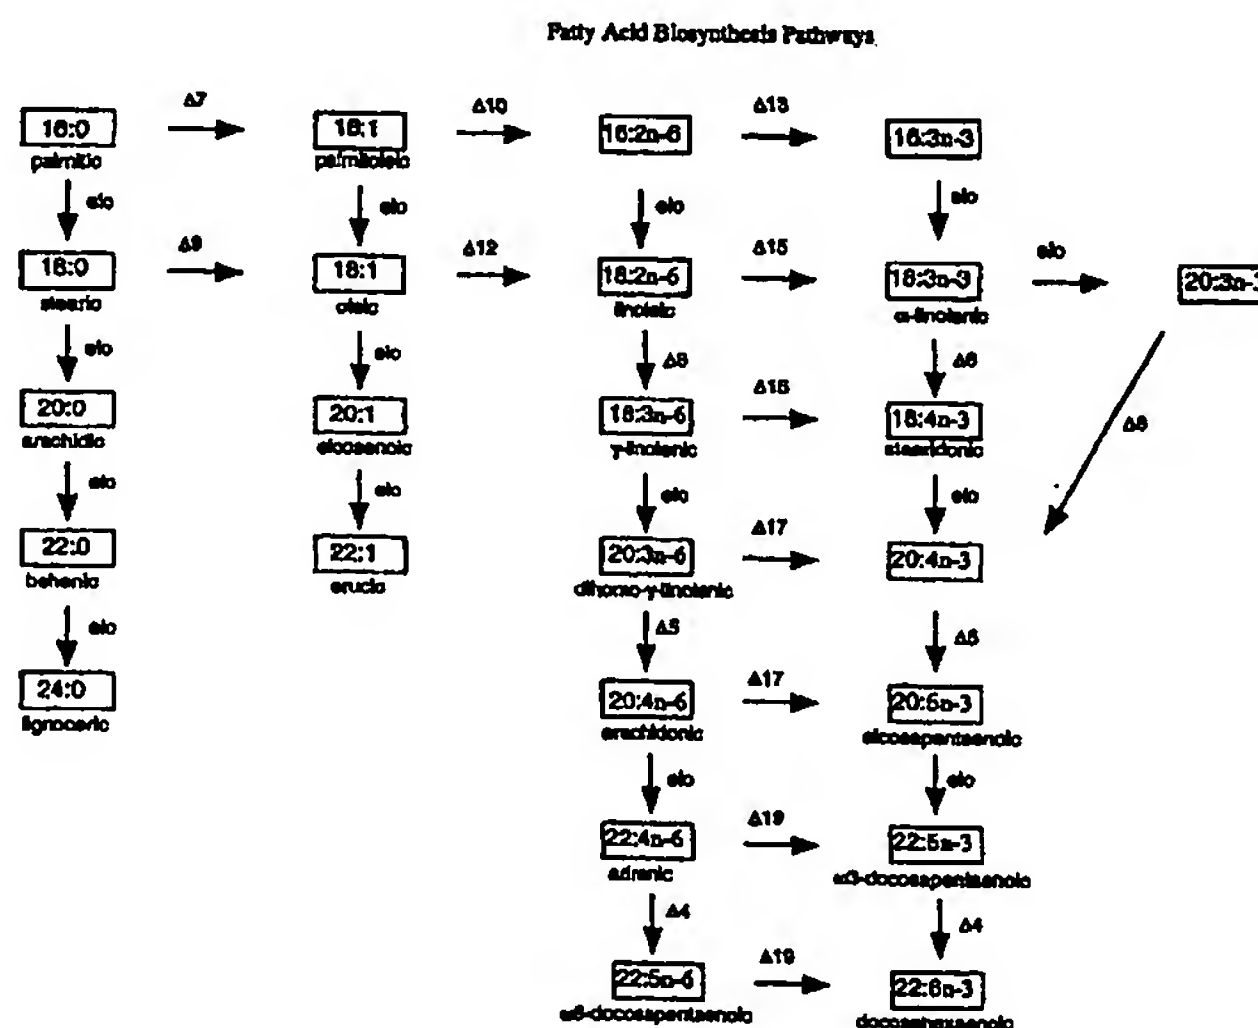 Fatty Acid Biosynthesis Pathways
Δ7 Δ10 Δ13
16:0 16:1 16:2n-6 16:3n-3
palmitic palmitoleic
elo elo elo elo
Δ9 Δ12 Δ15 elo
18:0 18:1 18:2n-6 18:3n-3 20:3n-3
stearic oleic linoleic α-linolenic
elo elo Δ6
Δ15
20:0 20:1 18:3n-6 18:4n-3
arachidic eicosenoic γ-linolenic stearidonic
elo elo elo elo
Δ17
22:0 22:1 20:3n-6 20:4n-3
behenic erucic dihomo-γ-linolenic
elo Δ5 Δ5
Δ17
24:0 20:4n-6 20:5n-3
lignoceric arachidonic eicosapentaenoic
elo elo
Δ19
22:4n-6 22:5n-3
adrenic ω3-docosapentaenoic
Δ4 Δ4
Δ19
22:5n-6 22:6n-3
ω6-docosapentaenoic docosahexaenoic